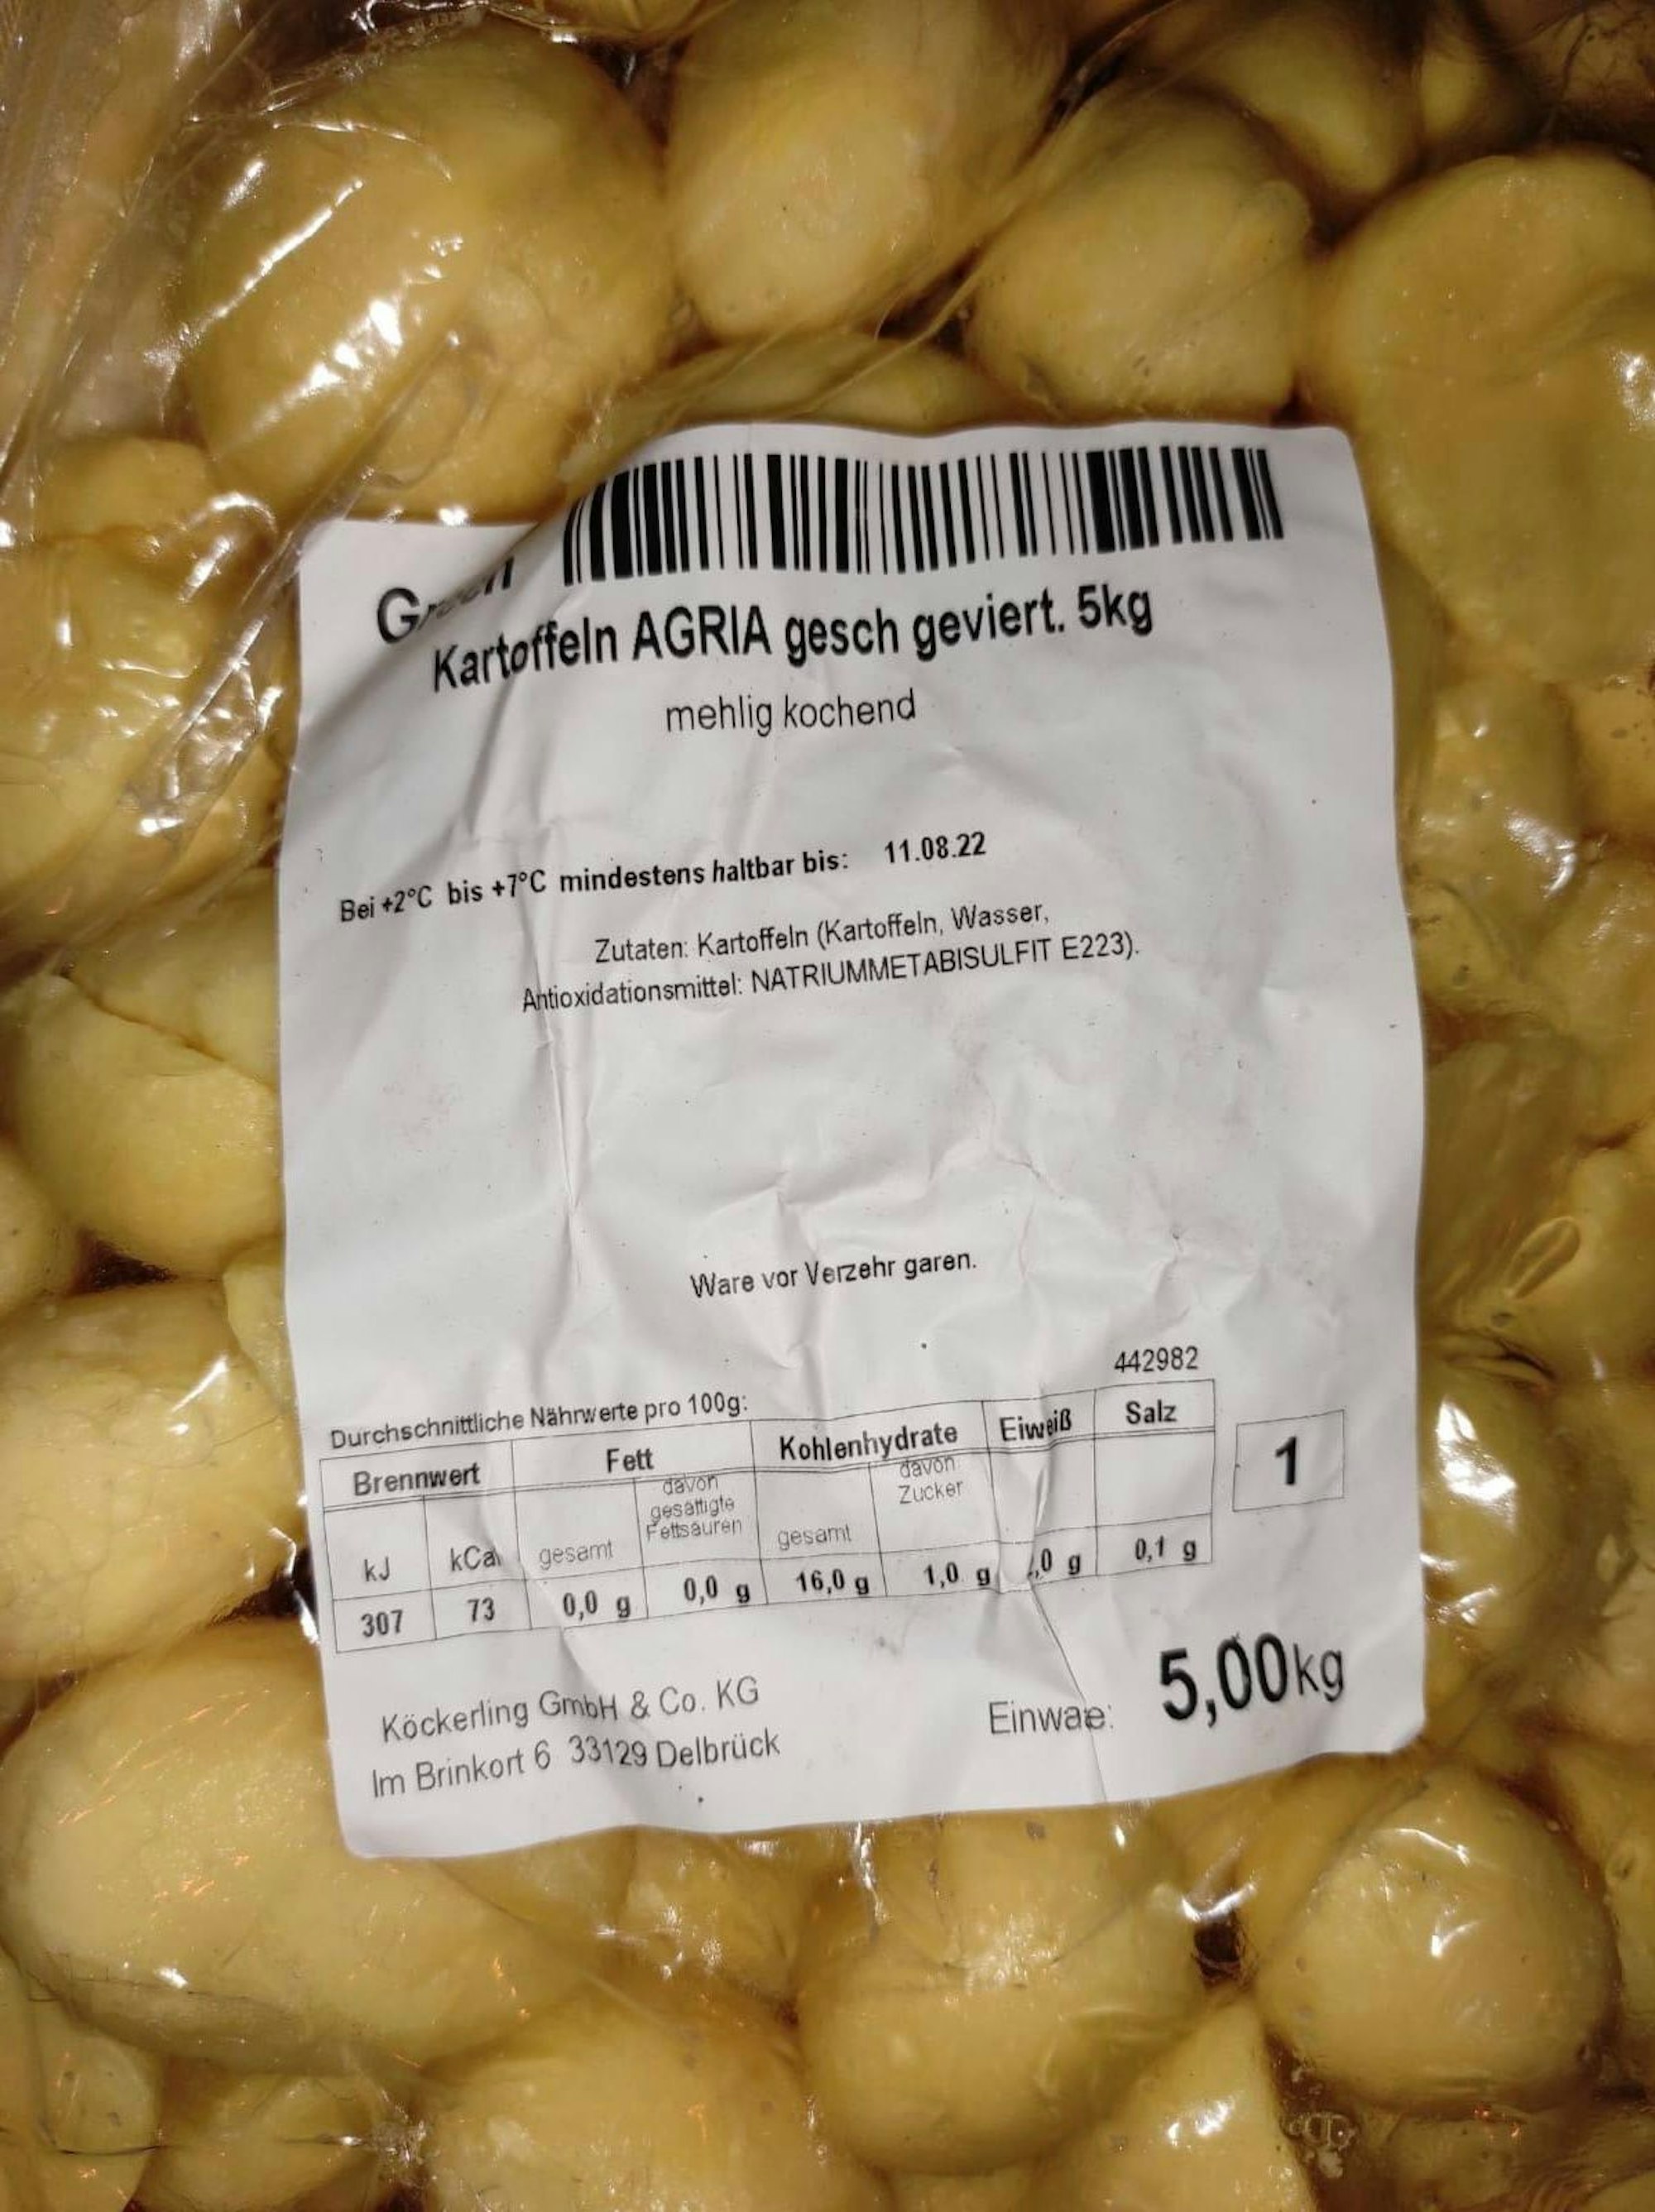 Kartoffeln AGRIA gesch geviert. 5kg
mehlig kochend
Bei +2°C bis +7°C mindestens haltbar bis: 11.08.22
Zutaten: Kartoffeln (Kartoffeln, Wasser,
Antioxidationsmittel: NATRIUMMETABISULFIT E223).
Ware vor Verzehr garen.
442982
Durchschnittliche Nährwerte pro 100g:
Brennwert Fett Kohlenhydrate Eiweiß Salz
davon gesättigte Fettsäuren davon Zucker
kJ kCal gesamt gesamt
307 73 0,0 g 0,0 g 16,0 g 1,0 g ,0 g 0,1 g
1
Köckerling GmbH & Co. KG
Im Brinkort 6 33129 Delbrück
Einwae: 5,00kg